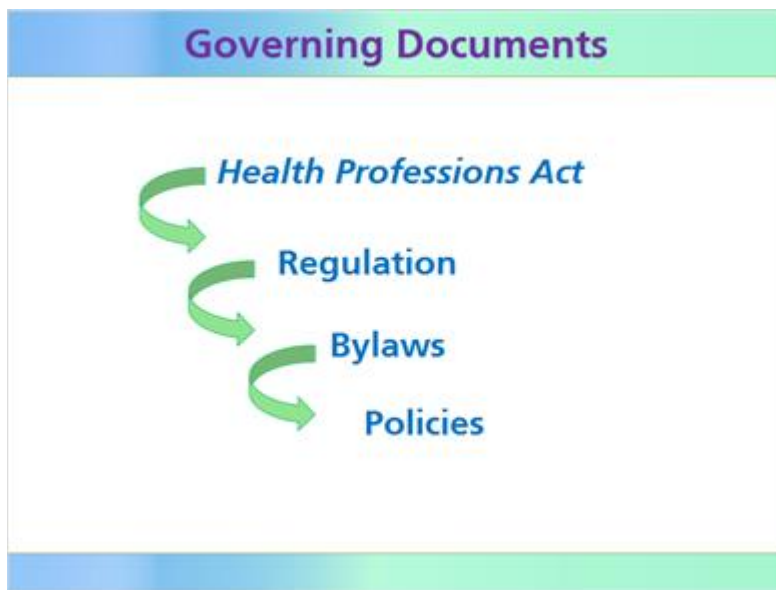 Governing Documents
Health Professions Act
Regulation
Bylaws
Policies